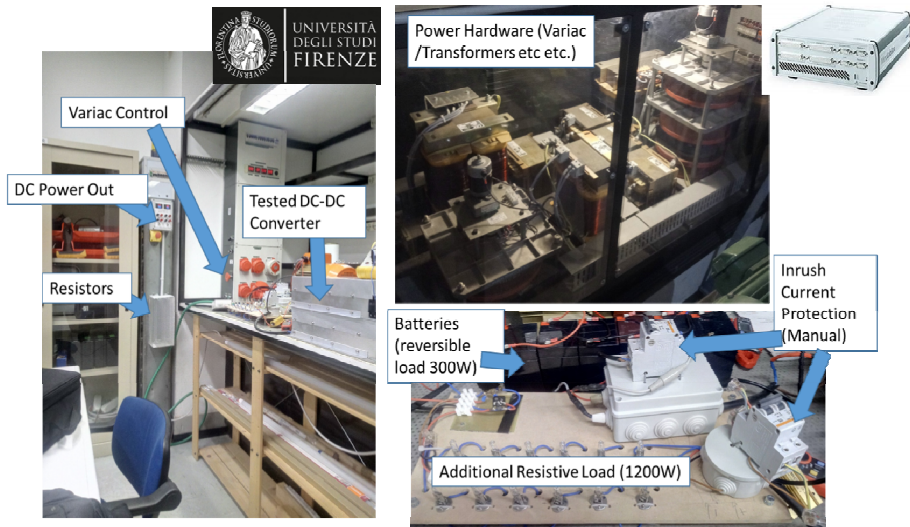 UNIVERSITÀ
DEGLI STUDI
FIRENZE
Variac Control
DC Power Out
Tested DC-DC
Converter
Resistors
Power Hardware (Variac
/Transformers etc etc.)
Inrush
Current
Protection
(Manual)
Batteries
(reversible
load 300W)
Additional Resistive Load (1200W)